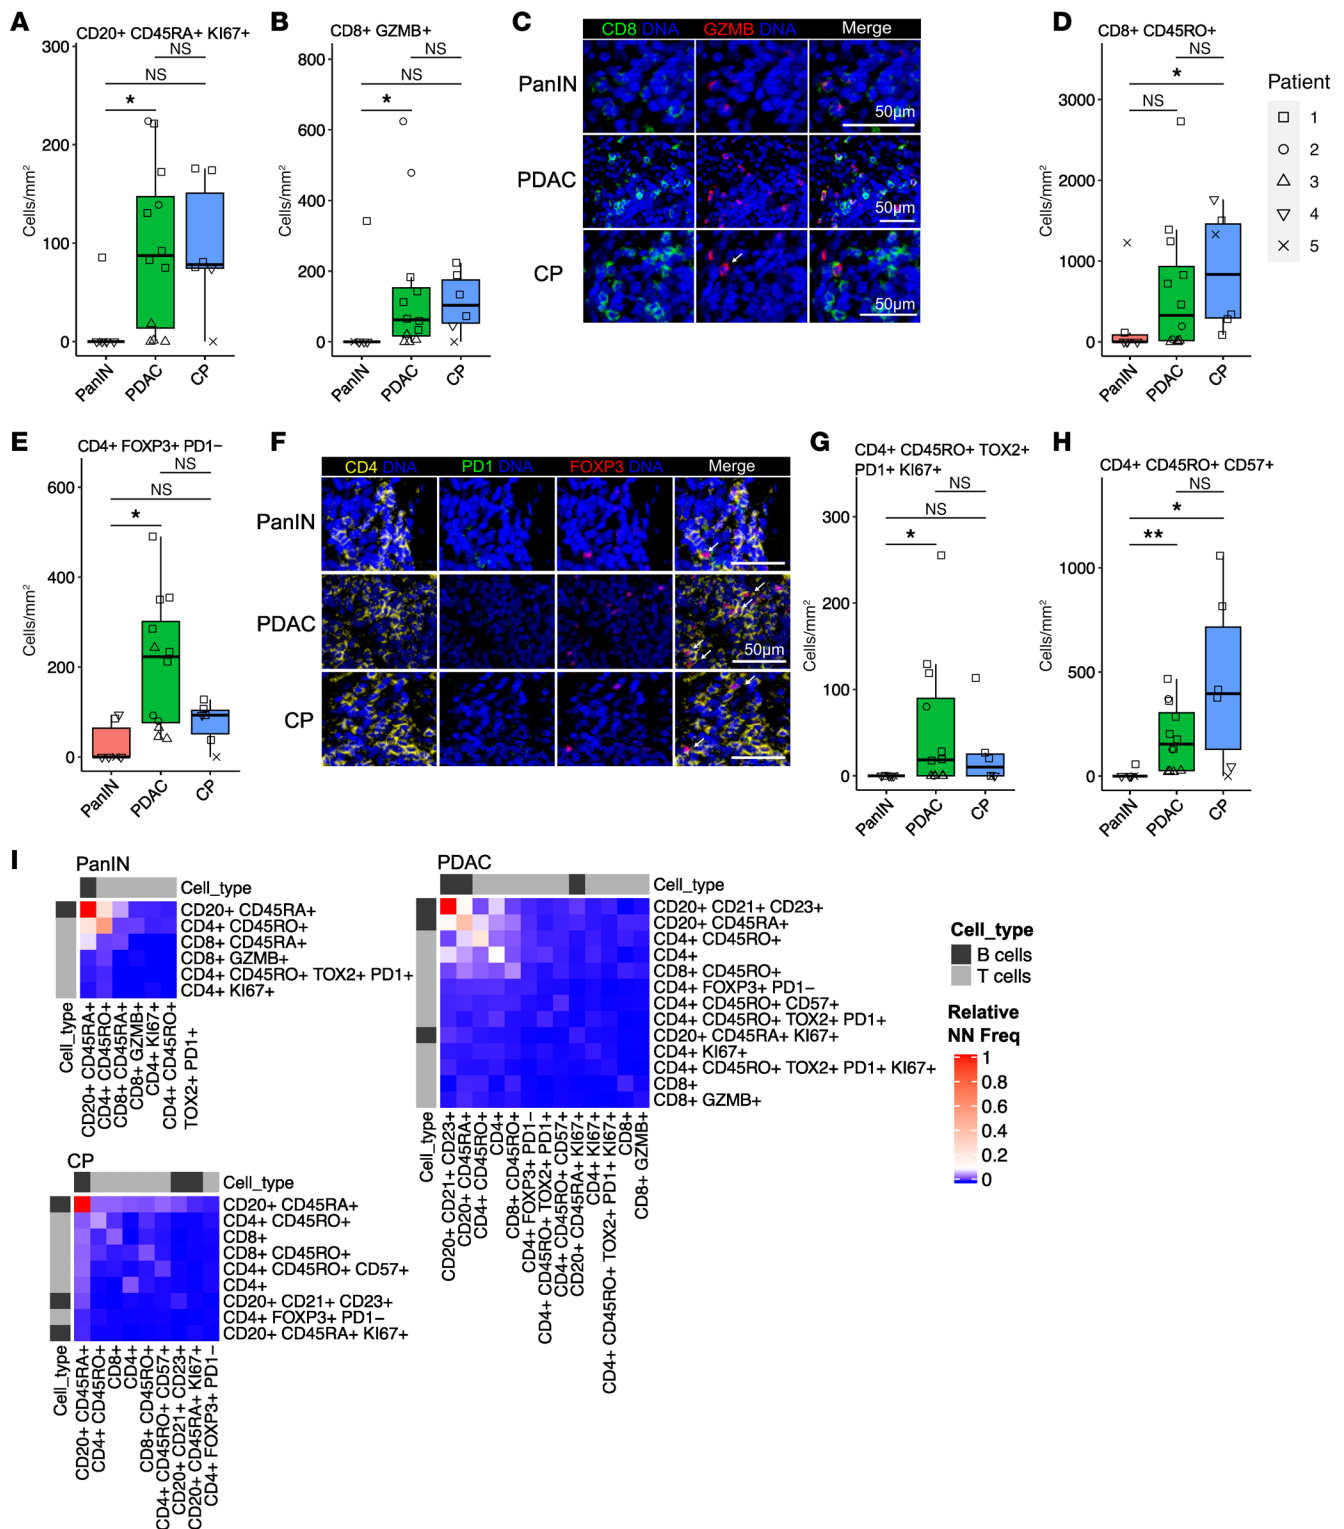 A
CD20+ CD45RA+ KI67+
Cells/mm²
300
200
100
0
NS
NS
*
PanIN
PDAC
CP
B
CD8+ GZMB+
Cells/mm²
800
600
400
200
0
NS
NS
*
PanIN
PDAC
CP
C
CD8 DNA
GZMB DNA
Merge
PanIN
50µm
PDAC
50µm
CP
50µm
D
CD8+ CD45RO+
Cells/mm²
3000
2000
1000
0
NS
*
NS
PanIN
PDAC
CP
Patient
1
2
3
4
5
E
CD4+ FOXP3+ PD1−
Cells/mm²
600
400
200
0
NS
NS
*
PanIN
PDAC
CP
F
CD4 DNA
PD1 DNA
FOXP3 DNA
Merge
PanIN
PDAC
50µm
CP
G
CD4+ CD45RO+ TOX2+
PD1+ KI67+
Cells/mm²
300
200
100
0
NS
NS
*
PanIN
PDAC
CP
H
CD4+ CD45RO+ CD57+
Cells/mm²
1000
500
0
NS
*
**
PanIN
PDAC
CP
I
PanIN
Cell_type
CD20+ CD45RA+
CD4+ CD45RO+
CD8+ CD45RA+
CD8+ GZMB+
CD4+ CD45RO+ TOX2+ PD1+
CD4+ KI67+
Cell_type
CD20+ CD45RA+
CD4+ CD45RO+
CD8+ CD45RA+
CD8+ GZMB+
CD4+ KI67+
CD4+ CD45RO+
TOX2+ PD1+
PDAC
Cell_type
CD20+ CD21+ CD23+
CD20+ CD45RA+
CD4+ CD45RO+
CD4+
CD8+ CD45RO+
CD4+ FOXP3+ PD1−
CD4+ CD45RO+ CD57+
CD4+ CD45RO+ TOX2+ PD1+
CD20+ CD45RA+ KI67+
CD4+ KI67+
CD4+ CD45RO+ TOX2+ PD1+ KI67+
CD8+
CD8+ GZMB+
Cell_type
CD20+ CD21+ CD23+
CD20+ CD45RA+
CD4+ CD45RO+
CD4+
CD8+ CD45RO+
CD4+ FOXP3+ PD1−
CD4+ CD45RO+ TOX2+ PD1+
CD4+ CD45RO+ CD57+
CD20+ CD45RA+ KI67+
CD4+ KI67+
CD4+ CD45RO+ TOX2+ PD1+ KI67+
CD8+
CD8+ GZMB+
Cell_type
B cells
T cells
Relative
NN Freq
1
0.8
0.6
0.4
0.2
0
CP
Cell_type
CD20+ CD45RA+
CD4+ CD45RO+
CD8+
CD8+ CD45RO+
CD4+ CD45RO+ CD57+
CD4+
CD20+ CD21+ CD23+
CD4+ FOXP3+ PD1−
CD20+ CD45RA+ KI67+
Cell_type
CD20+ CD45RA+
CD4+ CD45RO+
CD8+
CD4+
CD8+ CD45RO+
CD4+ CD45RO+ CD57+
CD20+ CD21+ CD23+
CD20+ CD45RA+ KI67+
CD4+ FOXP3+ PD1−